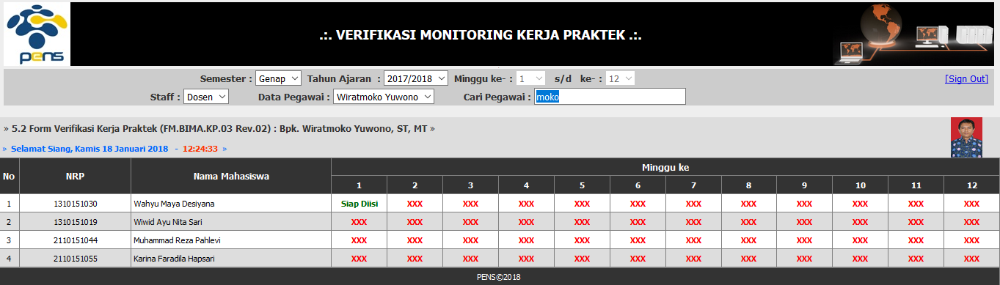 pens
.:. VERIFIKASI MONITORING KERJA PRAKTEK .:.
Semester : Genap Tahun Ajaran : 2017/2018 Minggu ke- : 1 s/d ke- : 12 [Sign Out]
Staff : Dosen Data Pegawai : Wiratmoko Yuwono Cari Pegawai : moko
» 5.2 Form Verifikasi Kerja Praktek (FM.BIMA.KP.03 Rev.02) : Bpk. Wiratmoko Yuwono, ST, MT »
» Selamat Siang, Kamis 18 Januari 2018 - 12:24:33 »
No NRP Nama Mahasiswa Minggu ke
1 2 3 4 5 6 7 8 9 10 11 12
1 1310151030 Wahyu Maya Desiyana Siap Diisi XXX XXX XXX XXX XXX XXX XXX XXX XXX XXX XXX
2 1310151019 Wiwid Ayu Nita Sari XXX XXX XXX XXX XXX XXX XXX XXX XXX XXX XXX XXX
3 2110151044 Muhammad Reza Pahlevi XXX XXX XXX XXX XXX XXX XXX XXX XXX XXX XXX XXX
4 2110151055 Karina Faradila Hapsari XXX XXX XXX XXX XXX XXX XXX XXX XXX XXX XXX XXX
PENS©2018